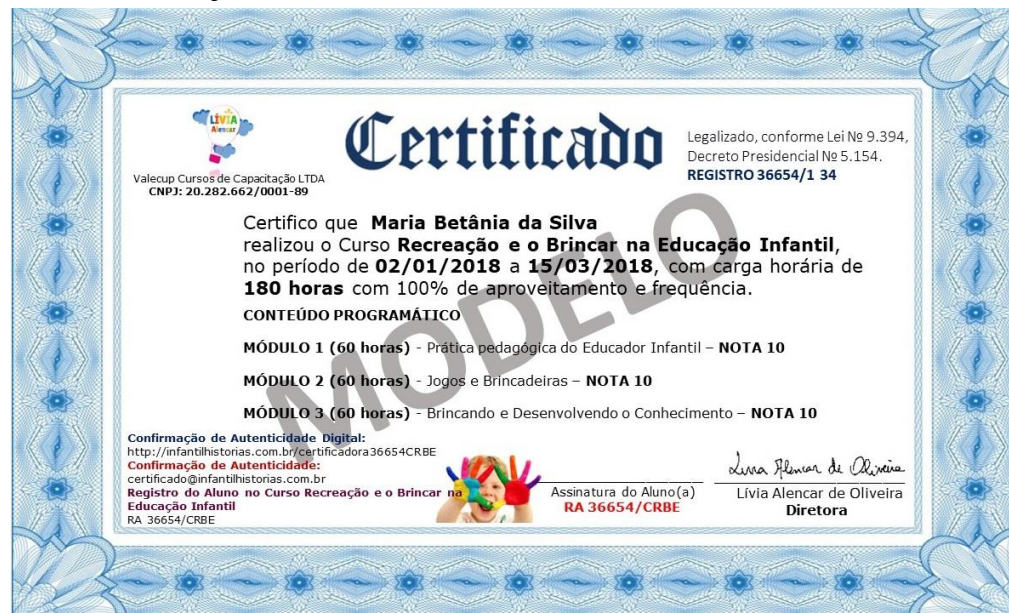 LÍVIA
Alencar
Valecup Cursos de Capacitação LTDA
CNPJ: 20.282.662/0001-89
Certificado
Legalizado, conforme Lei Nº 9.394,
Decreto Presidencial Nº 5.154.
REGISTRO 36654/1 34
Certifico que Maria Betânia da Silva
realizou o Curso Recreação e o Brincar na Educação Infantil,
no período de 02/01/2018 a 15/03/2018, com carga horária de
180 horas com 100% de aproveitamento e frequência.
CONTEÚDO PROGRAMÁTICO
MÓDULO 1 (60 horas) - Prática pedagógica do Educador Infantil – NOTA 10
MÓDULO 2 (60 horas) - Jogos e Brincadeiras – NOTA 10
MÓDULO 3 (60 horas) - Brincando e Desenvolvendo o Conhecimento – NOTA 10
MODELO
Confirmação de Autenticidade Digital:
http://infantilhistorias.com.br/certificadora36654CRBE
Confirmação de Autenticidade:
certificado@infantilhistorias.com.br
Registro do Aluno no Curso Recreação e o Brincar na
Educação Infantil
RA 36654/CRBE
Assinatura do Aluno(a)
RA 36654/CRBE
Lívia Alencar de Oliveira
Lívia Alencar de Oliveira
Diretora